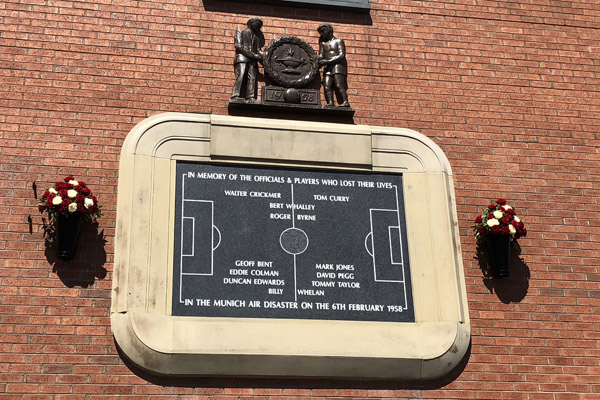 1958
IN MEMORY OF THE OFFICIALS & PLAYERS WHO LOST THEIR LIVES
WALTER CRICKMER TOM CURRY
BERT WHALLEY
ROGER BYRNE
GEOFF BENT MARK JONES
EDDIE COLMAN DAVID PEGG
DUNCAN EDWARDS TOMMY TAYLOR
BILLY WHELAN
IN THE MUNICH AIR DISASTER ON THE 6TH FEBRUARY 1958